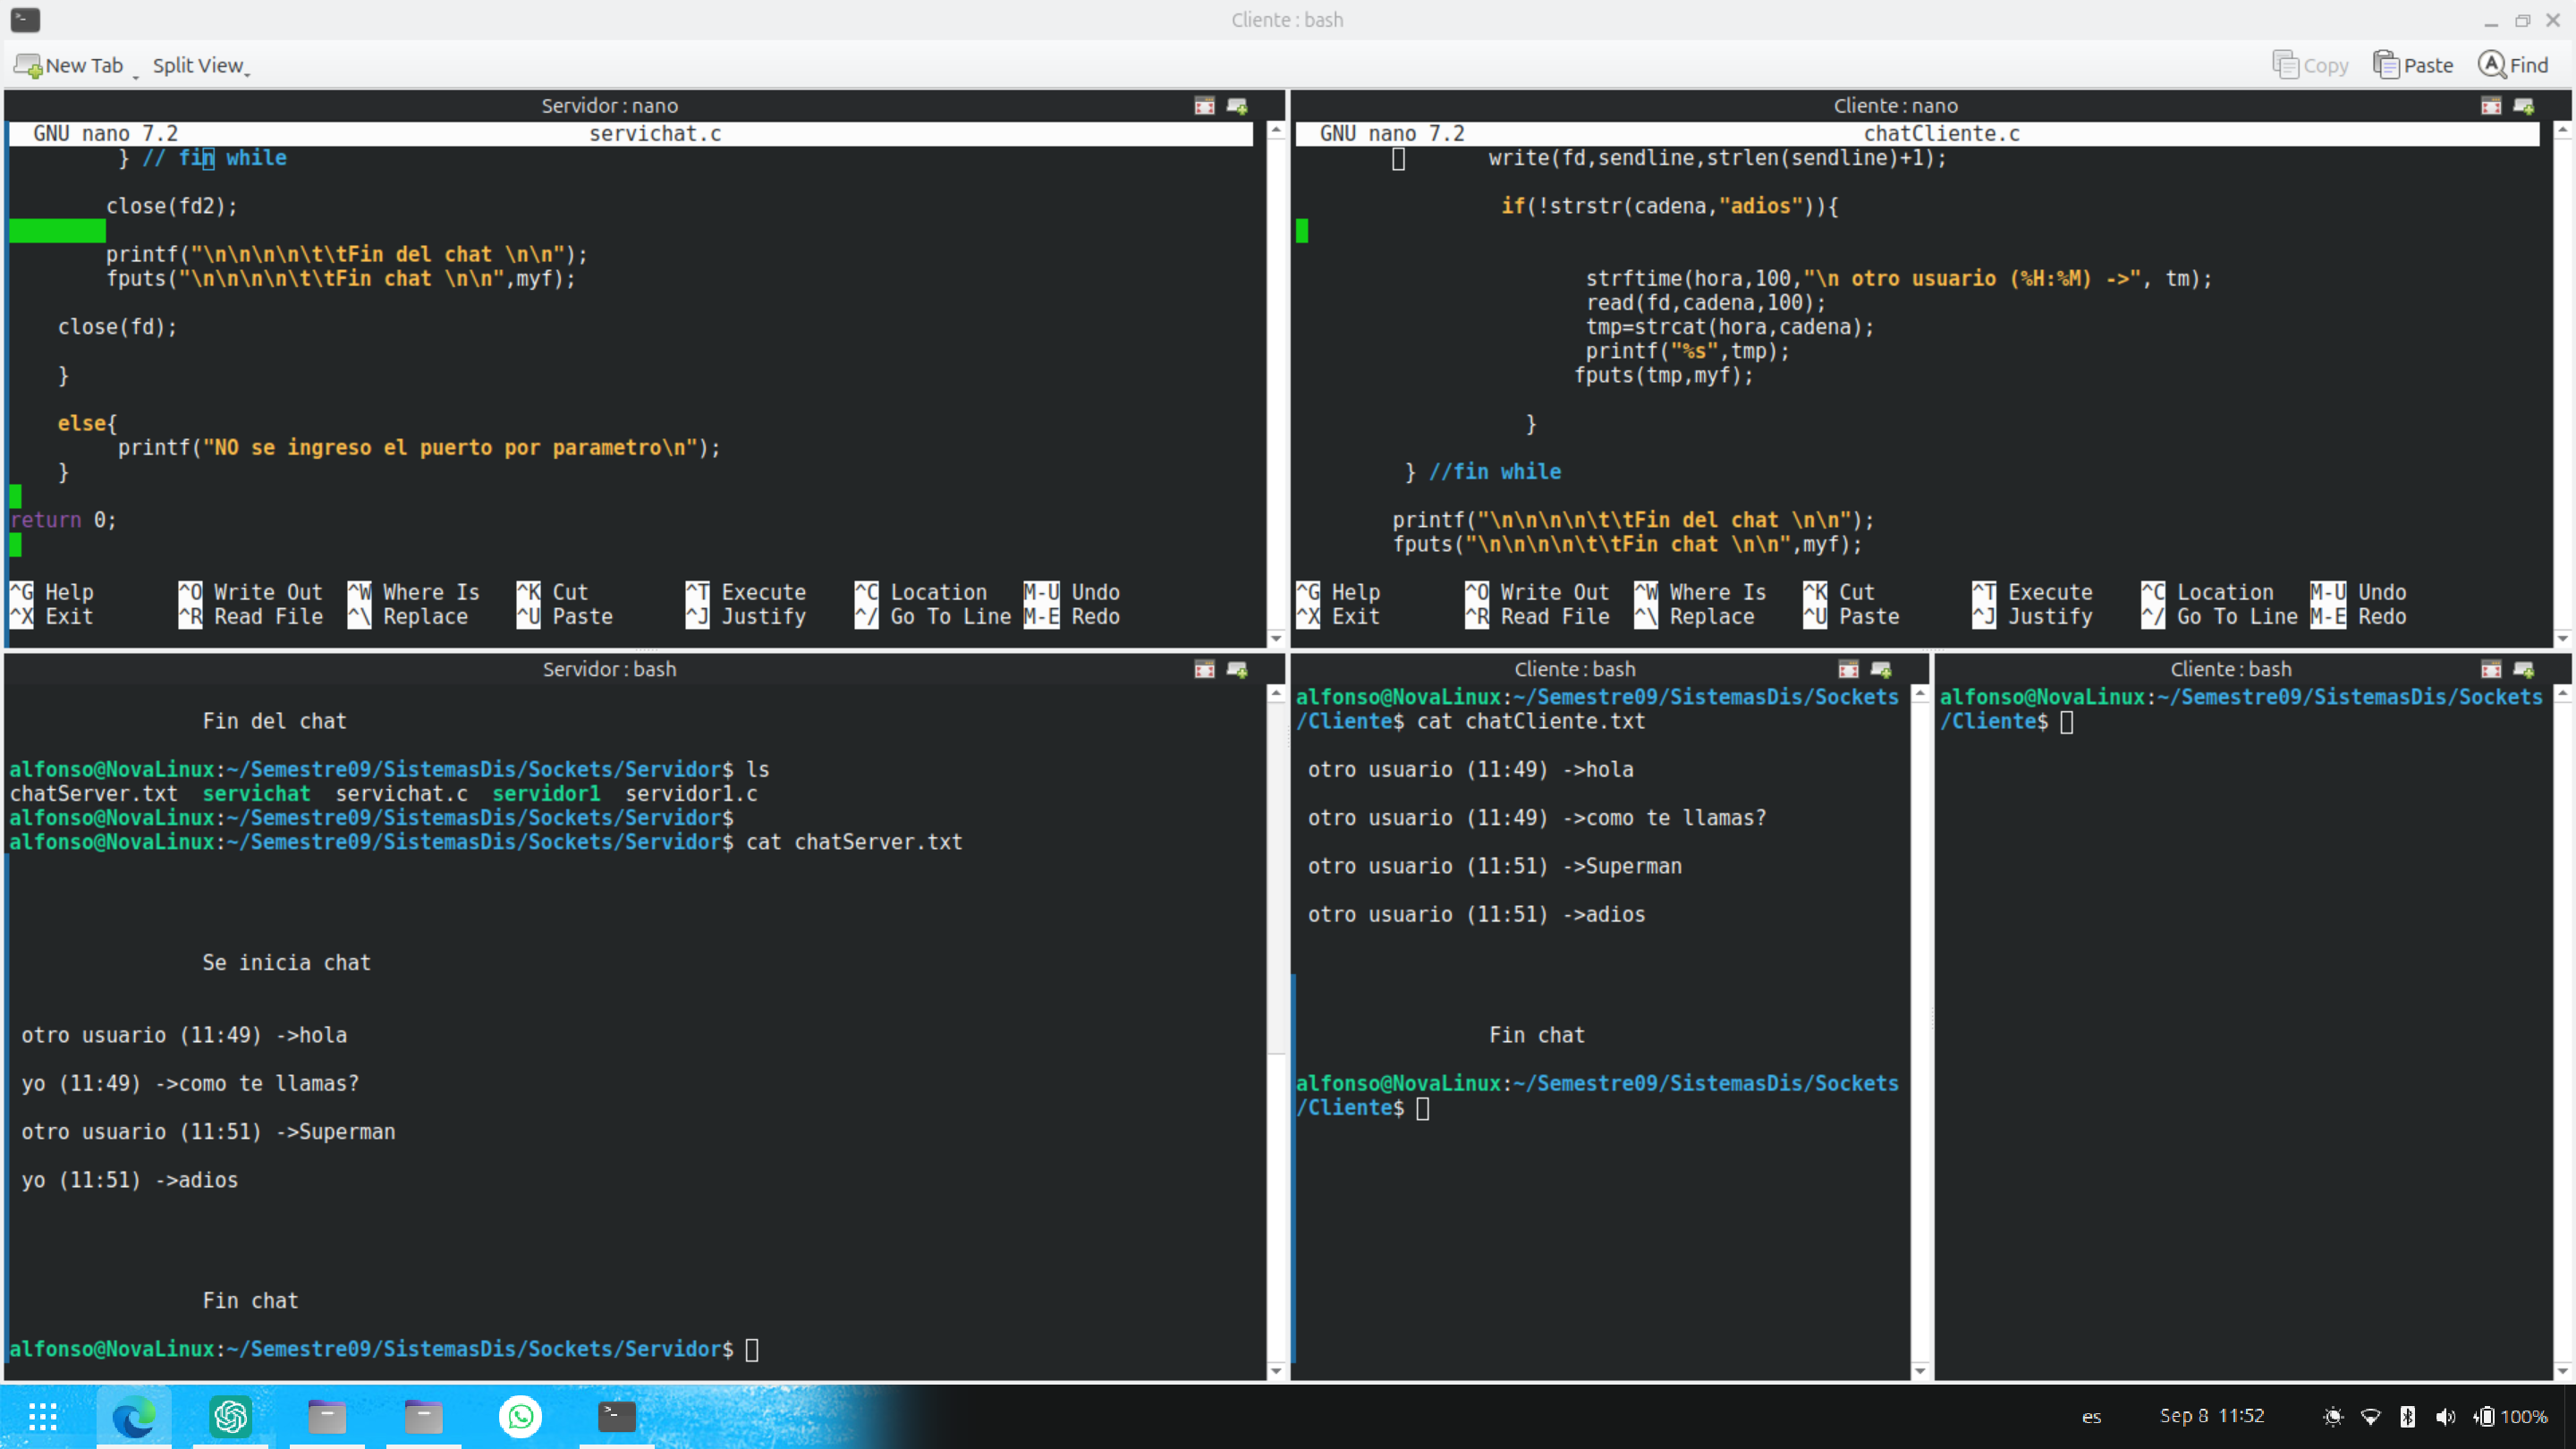 Cliente : bash
New Tab Split View Copy Paste Find
Servidor : nano
GNU nano 7.2 servichat.c
} // fin while
close(fd2);
printf("\n\n\n\n\t\tFin del chat \n\n");
fputs("\n\n\n\n\t\tFin chat \n\n",myf);
close(fd);
}
else{
printf("NO se ingreso el puerto por parametro\n");
}
return 0;
^G Help ^O Write Out ^W Where Is ^K Cut ^T Execute ^C Location M-U Undo
^X Exit ^R Read File ^\ Replace ^U Paste ^J Justify ^/ Go To Line M-E Redo
Cliente : nano
GNU nano 7.2 chatCliente.c
write(fd,sendline,strlen(sendline)+1);
if(!strstr(cadena,"adios")){
strftime(hora,100,"\n otro usuario (%H:%M) ->", tm);
read(fd,cadena,100);
tmp=strcat(hora,cadena);
printf("%s",tmp);
fputs(tmp,myf);
}
} //fin while
printf("\n\n\n\n\t\tFin del chat \n\n");
fputs("\n\n\n\n\t\tFin chat \n\n",myf);
^G Help ^O Write Out ^W Where Is ^K Cut ^T Execute ^C Location M-U Undo
^X Exit ^R Read File ^\ Replace ^U Paste ^J Justify ^/ Go To Line M-E Redo
Servidor : bash
Fin del chat
alfonso@NovaLinux:~/Semestre09/SistemasDis/Sockets/Servidor$ ls
chatServer.txt servichat servichat.c servidor1 servidor1.c
alfonso@NovaLinux:~/Semestre09/SistemasDis/Sockets/Servidor$
alfonso@NovaLinux:~/Semestre09/SistemasDis/Sockets/Servidor$ cat chatServer.txt
Se inicia chat
otro usuario (11:49) ->hola
yo (11:49) ->como te llamas?
otro usuario (11:51) ->Superman
yo (11:51) ->adios
Fin chat
alfonso@NovaLinux:~/Semestre09/SistemasDis/Sockets/Servidor$
Cliente : bash
alfonso@NovaLinux:~/Semestre09/SistemasDis/Sockets
/Cliente$ cat chatCliente.txt
otro usuario (11:49) ->hola
otro usuario (11:49) ->como te llamas?
otro usuario (11:51) ->Superman
otro usuario (11:51) ->adios
Fin chat
alfonso@NovaLinux:~/Semestre09/SistemasDis/Sockets
/Cliente$
Cliente : bash
alfonso@NovaLinux:~/Semestre09/SistemasDis/Sockets
/Cliente$
es Sep 8 11:52 100%